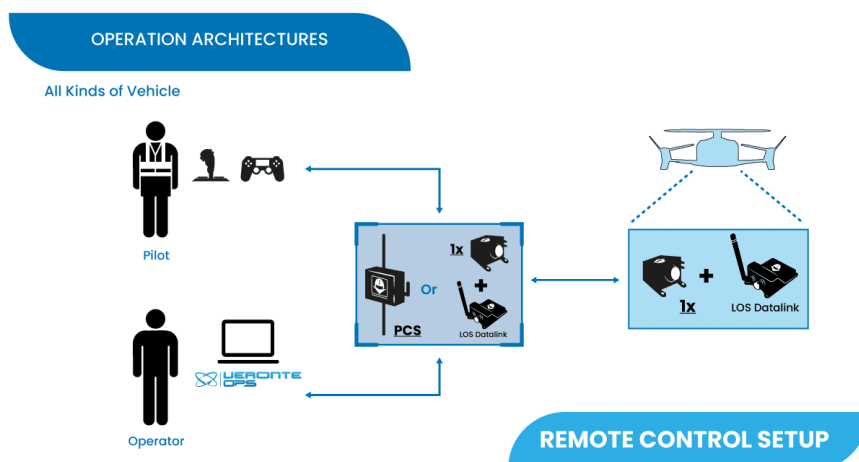 OPERATION ARCHITECTURES
All Kinds of Vehicle
Pilot
1x
Or
+
PCS
LOS Datalink
+
1x
LOS Datalink
VERONTE
OPS
Operator
REMOTE CONTROL SETUP